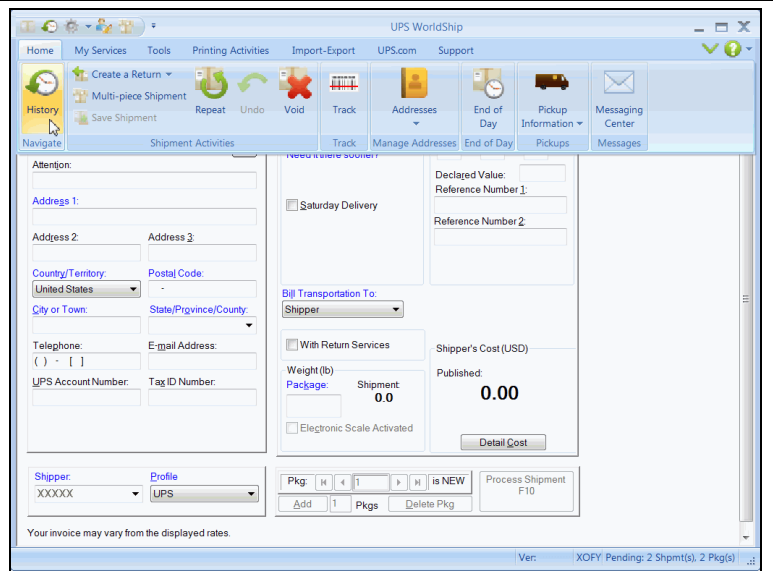 UPS WorldShip
Home My Services Tools Printing Activities Import-Export UPS.com Support
History
Create a Return
Multi-piece Shipment
Save Shipment
Repeat Undo Void Track Addresses End of Day Pickup Information Messaging Center
Navigate Shipment Activities Track Manage Addresses End of Day Pickups Messages
Attention:
Address 1:
Address 2: Address 3:
Country/Territory: Postal Code:
United States -
City or Town: State/Province/County:
Telephone: E-mail Address:
( ) - [ ]
UPS Account Number: Tax ID Number:
Need it there sooner?
Saturday Delivery
Declared Value:
Reference Number 1:
Reference Number 2:
Bill Transportation To:
Shipper
With Return Services
Weight (lb)
Package: Shipment:
0.0
Electronic Scale Activated
Shipper's Cost (USD)
Published:
0.00
Detail Cost
Shipper: Profile
XXXXX UPS
Pkg: 1 is NEW
Add 1 Pkgs Delete Pkg
Process Shipment
F10
Your invoice may vary from the displayed rates.
Ver: XOFY Pending: 2 Shpmt(s), 2 Pkg(s)